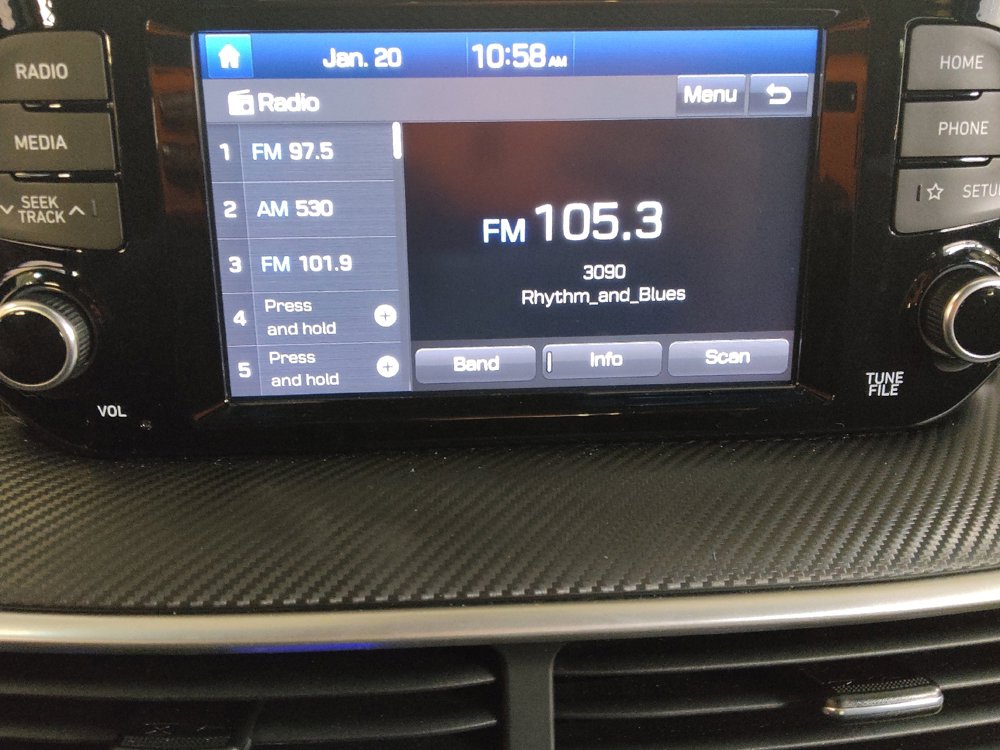 RADIO
MEDIA
SEEK
TRACK
VOL
Jan. 20 10:58 AM
Radio
Menu
1 FM 97.5
2 AM 530
3 FM 101.9
4 Press
and hold
5 Press
and hold
FM 105.3
3090
Rhythm_and_Blues
Band
Info
Scan
HOME
PHONE
SETU
TUNE
FILE